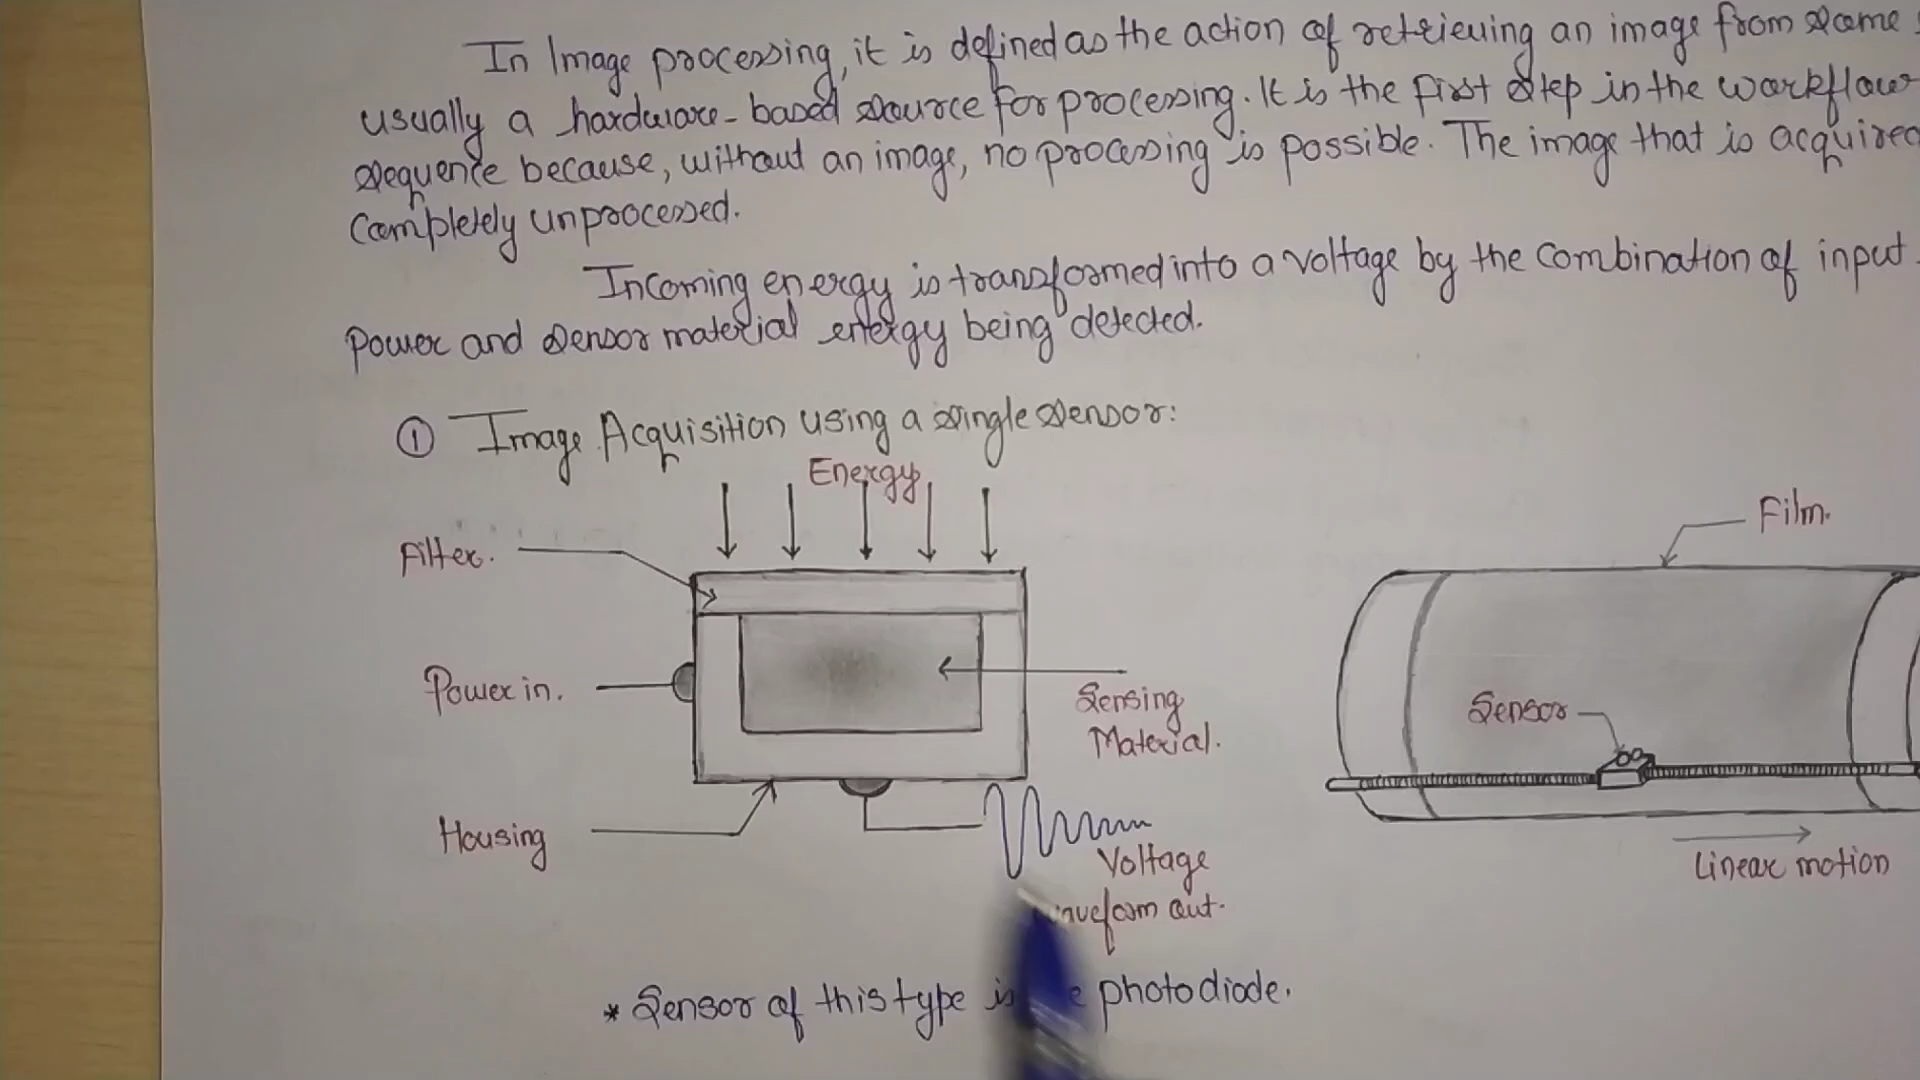 In Image processing, it is defined as the action of retrieving an image from some
usually a hardware-based source for processing. It is the first step in the workflow
sequence because, without an image, no processing is possible. The image that is acquired
completely unprocessed.
Incoming energy is transformed into a voltage by the combination of input
power and sensor material energy being detected.
① Image Acquisition using a single sensor:
Energy
Filter.
Film.
Power in.
Sensing
Material.
Sensor
Housing
Voltage
out.
Linear motion
* Sensor of this type is photodiode.